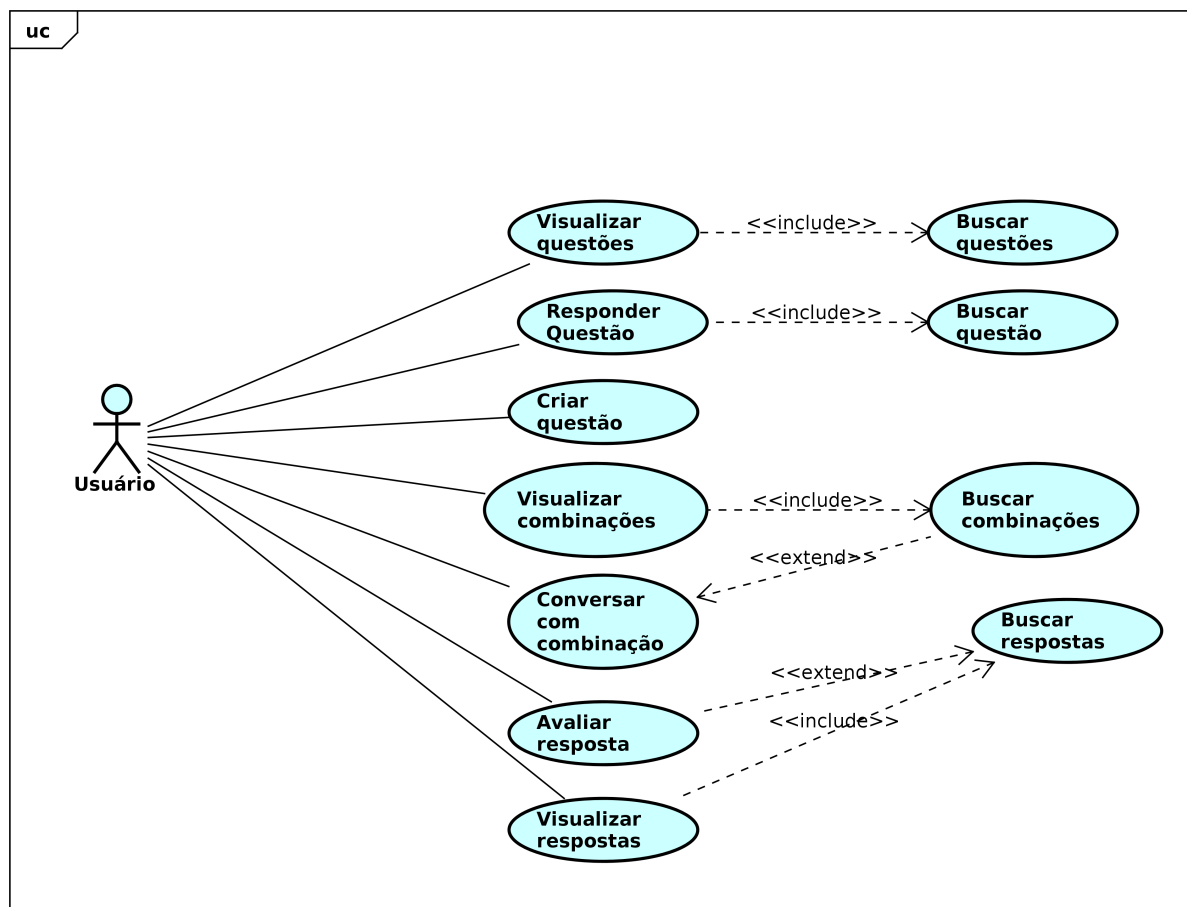 uc
Visualizar
questões
<<include>>
Buscar
questões
Responder
Questão
<<include>>
Buscar
questão
Criar
questão
Usuário
Visualizar
combinações
<<include>>
Buscar
combinações
<<extend>>
Conversar
com
combinação
Buscar
respostas
<<extend>>
Avaliar
resposta
<<include>>
Visualizar
respostas